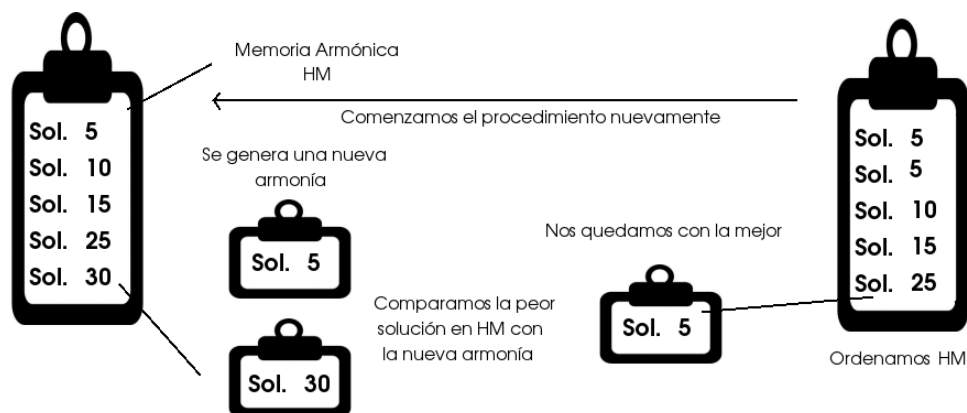 Memoria Armónica
HM
Sol. 5
Sol. 10
Sol. 15
Sol. 25
Sol. 30
Comenzamos el procedimiento nuevamente
Se genera una nueva
armonía
Sol. 5
Comparamos la peor
solución en HM con
la nueva armonía
Sol. 30
Nos quedamos con la mejor
Sol. 5
Sol. 5
Sol. 5
Sol. 10
Sol. 15
Sol. 25
Ordenamos HM